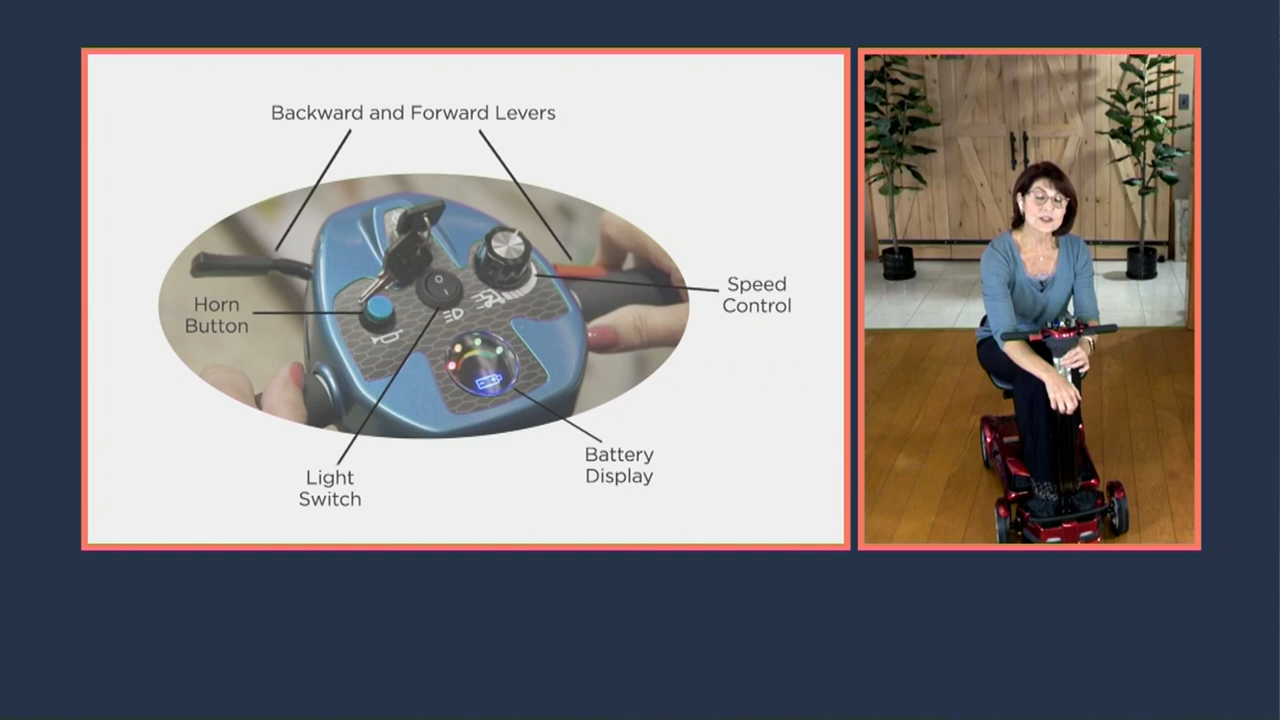 Backward and Forward Levers
Horn
Button
Speed
Control
Light
Switch
Battery
Display